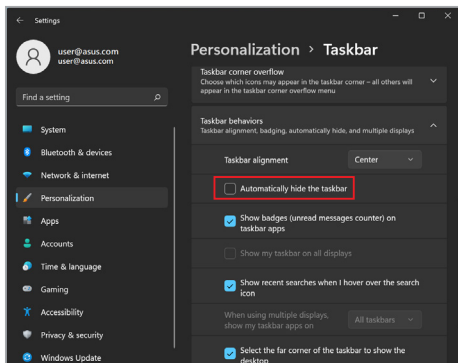 Settings
user@asus.com
user@asus.com
Find a setting
System
Bluetooth & devices
Network & internet
Personalization
Apps
Accounts
Time & language
Gaming
Accessibility
Privacy & security
Windows Update
Personalization > Taskbar
Taskbar corner overflow
Choose which icons may appear in the taskbar corner – all others will
appear in the taskbar corner overflow menu
Taskbar behaviors
Taskbar alignment, badging, automatically hide, and multiple displays
Taskbar alignment
Center
Automatically hide the taskbar
Show badges (unread messages counter) on
taskbar apps
Show my taskbar on all displays
Show recent searches when I hover over the search
icon
When using multiple displays,
show my taskbar apps on
All taskbars
Select the far corner of the taskbar to show the
desktop